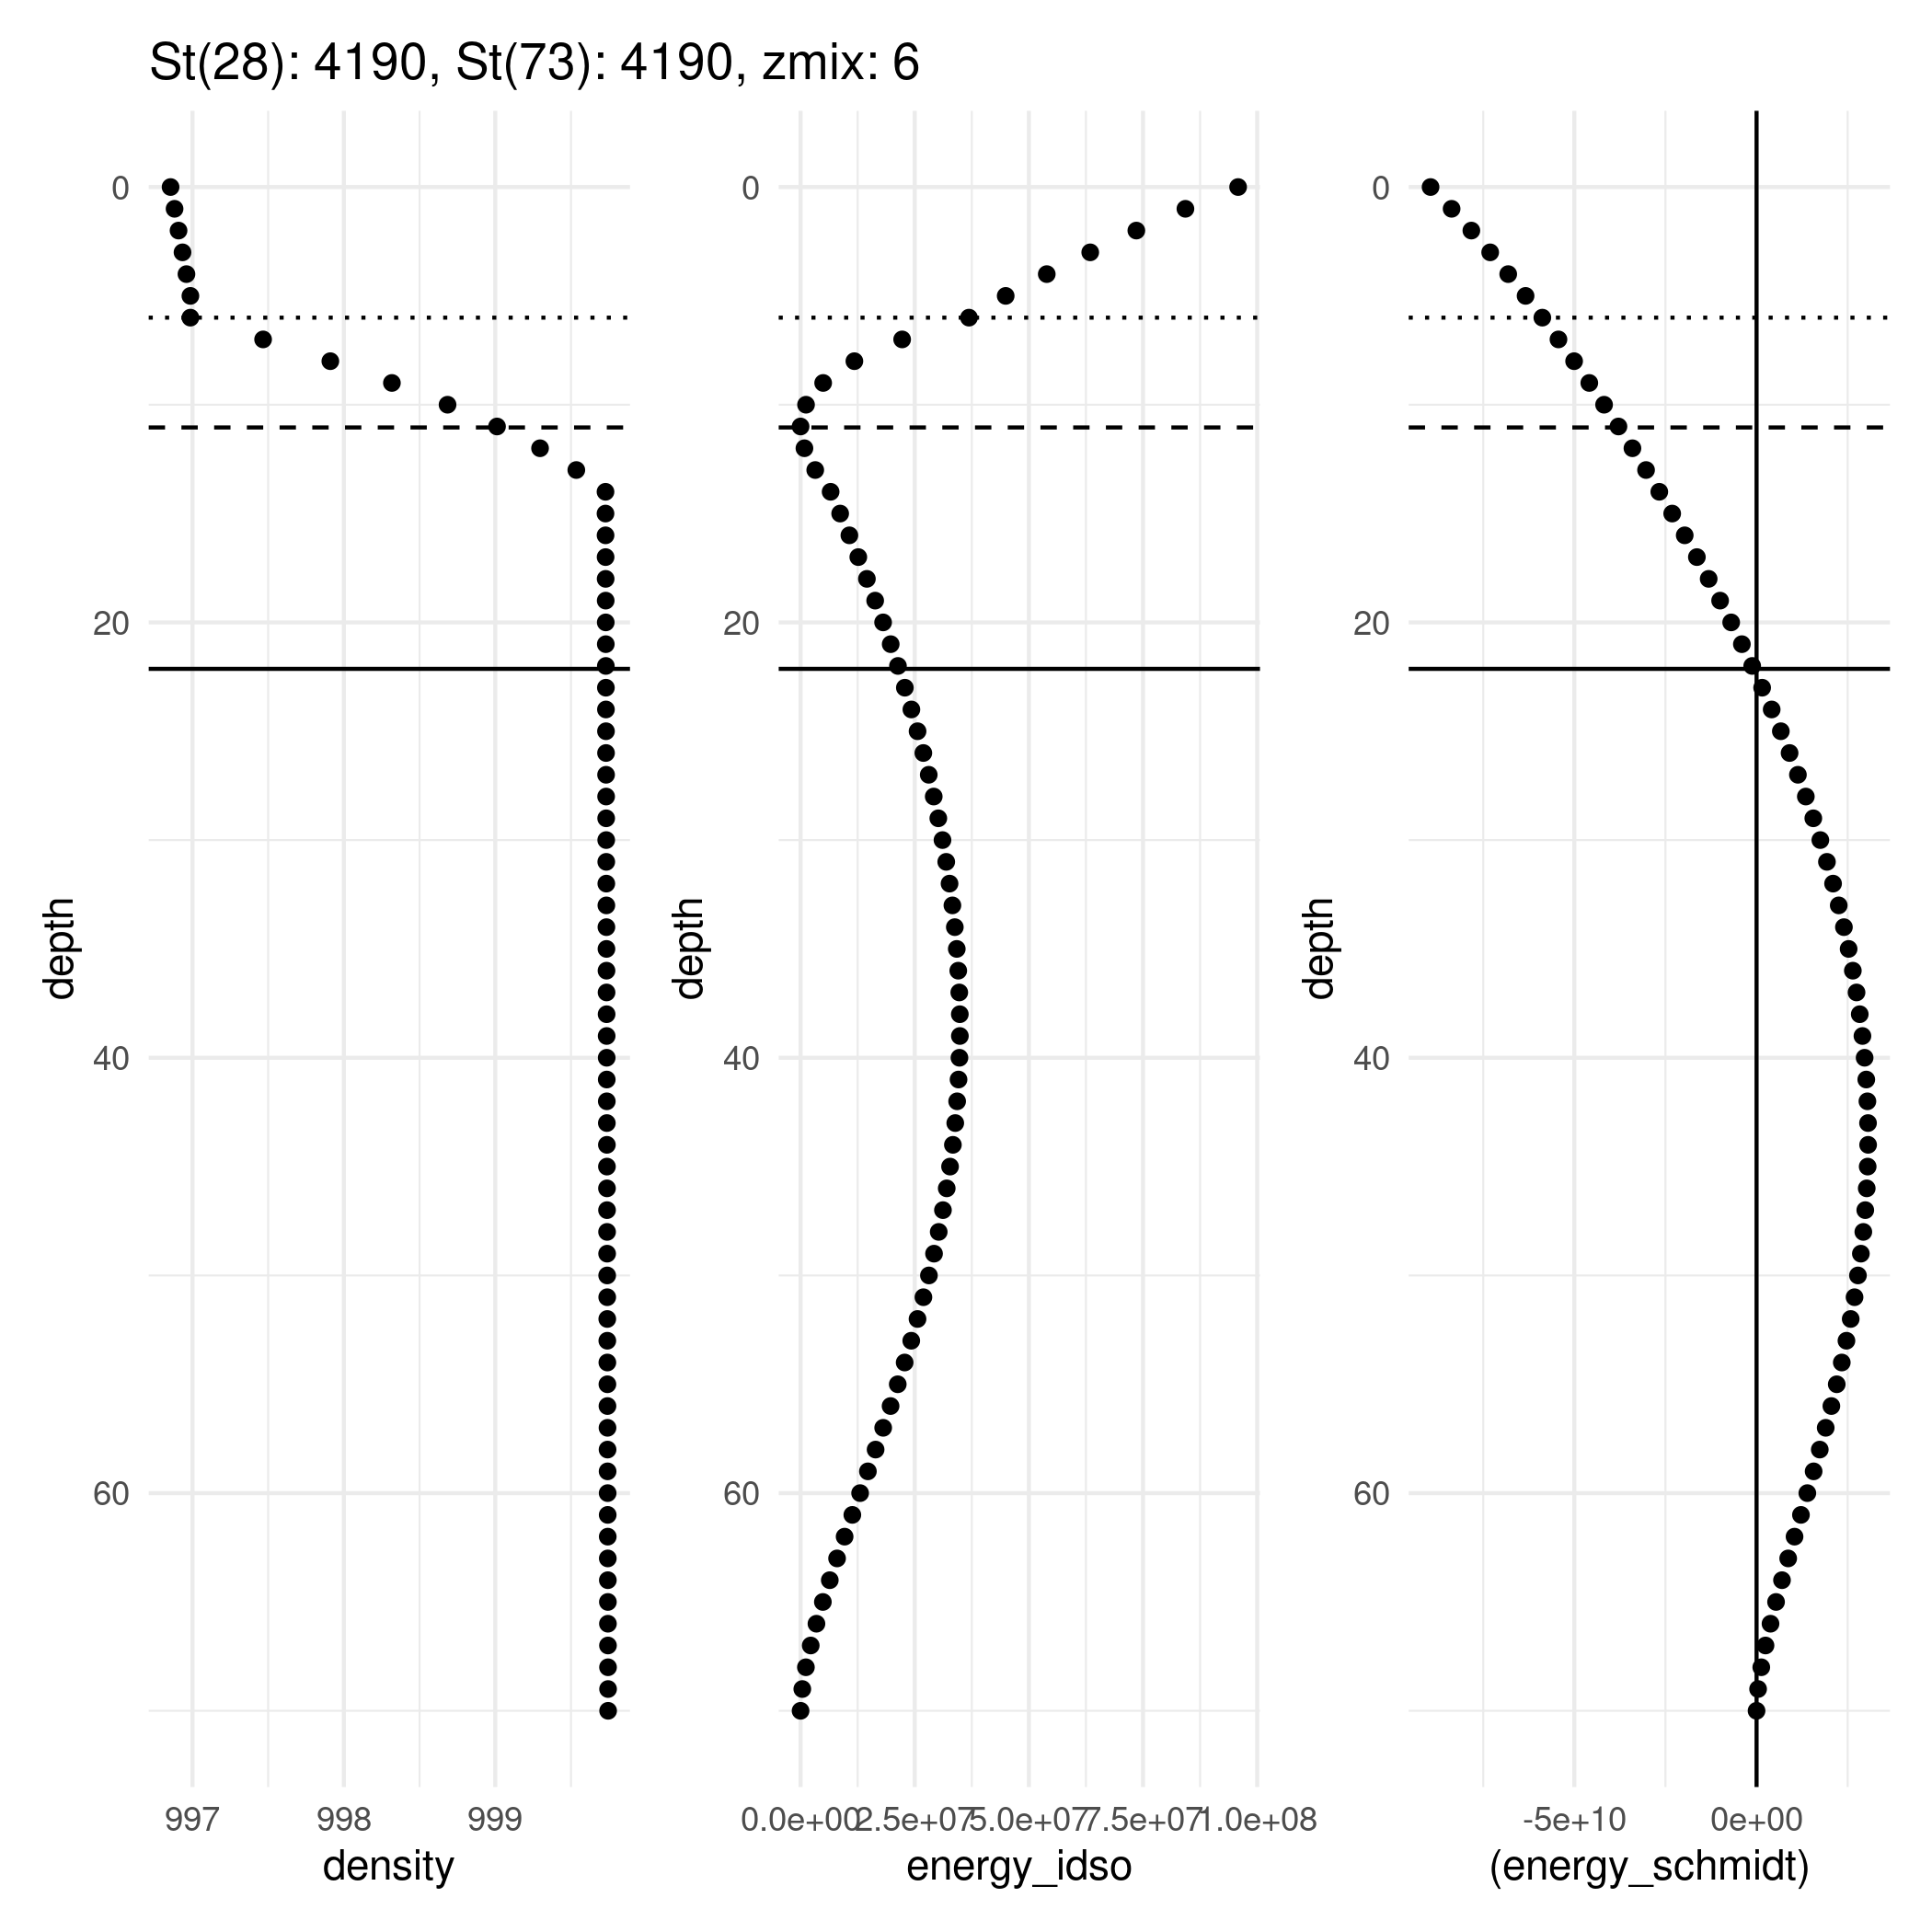 St(28): 4190, St(73): 4190, zmix: 6
0
20
40
60
depth
997 998 999
density
0
20
40
60
depth
0.0e+00 2.5e+07 5.0e+07 7.5e+07 1.0e+08
energy_idso
0
20
40
60
depth
-5e+10 0e+00
(energy_schmidt)